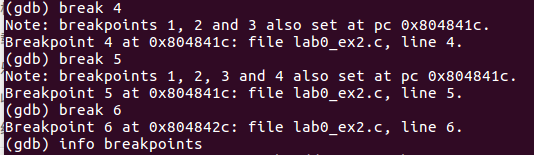 (gdb) break 4
Note: breakpoints 1, 2 and 3 also set at pc 0x804841c.
Breakpoint 4 at 0x804841c: file lab0_ex2.c, line 4.
(gdb) break 5
Note: breakpoints 1, 2, 3 and 4 also set at pc 0x804841c.
Breakpoint 5 at 0x804841c: file lab0_ex2.c, line 5.
(gdb) break 6
Breakpoint 6 at 0x804842c: file lab0_ex2.c, line 6.
(gdb) info breakpoints